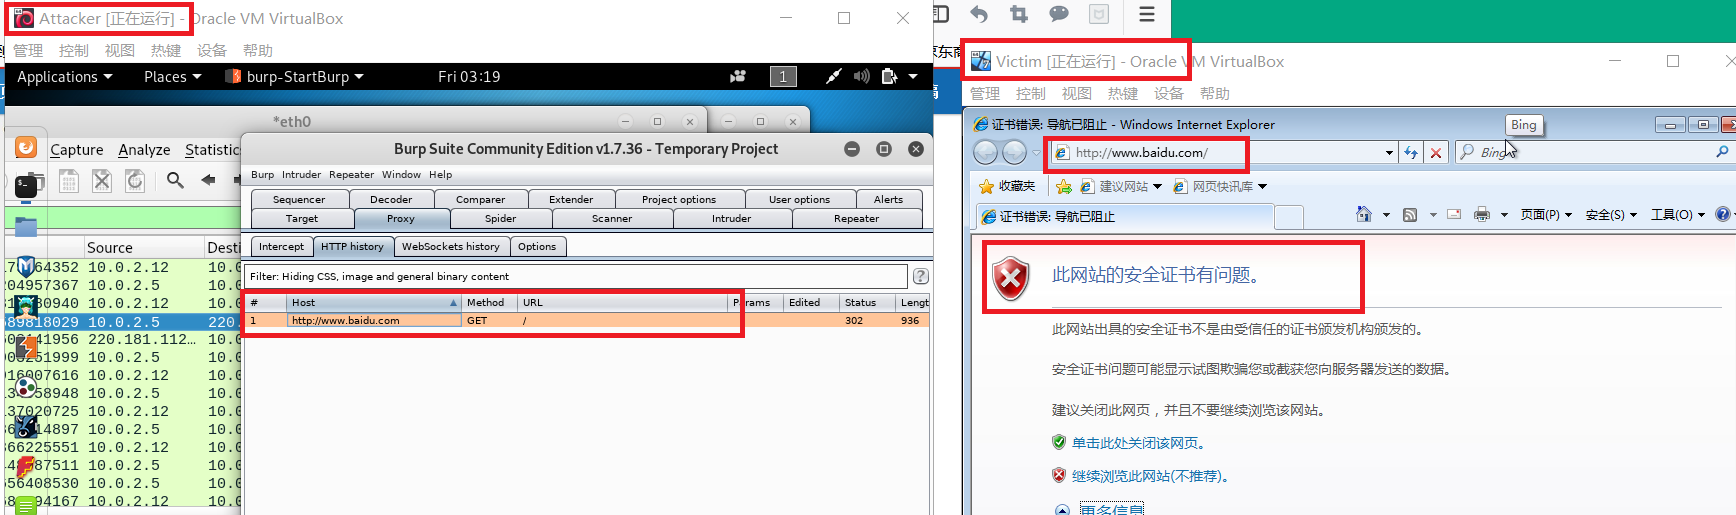 Attacker [正在运行] - Oracle VM VirtualBox
管理 控制 视图 热键 设备 帮助
Applications Places burp-StartBurp Fri 03:19 1
*eth0
Capture Analyze Statistics
Burp Suite Community Edition v1.7.36 - Temporary Project
Burp Intruder Repeater Window Help
Sequencer Decoder Comparer Extender Project options User options Alerts
Target Proxy Spider Scanner Intruder Repeater
Intercept HTTP history WebSockets history Options
Filter: Hiding CSS, image and general binary content
?
# Host Method URL Params Edited Status Lengt
1 http://www.baidu.com GET / 302 936
Source Desti
364352 10.0.2.12 10.0
204957367 10.0.2.5 10.0
30940 10.0.2.12 10.0
589818029 10.0.2.5 220.
41956 220.181.112... 10.0
251999 10.0.2.5 10.0
916007616 10.0.2.12 10.0
58948 10.0.2.5 10.0
137020725 10.0.2.12 10.0
14897 10.0.2.5 10.0
366225551 10.0.2.12 10.0
87511 10.0.2.5 10.0
556408530 10.0.2.5 10.0
94167 10.0.2.12 10.0
京东商
Victim [正在运行] - Oracle VM VirtualBox
管理 控制 视图 热键 设备 帮助
证书错误: 导航已阻止 - Windows Internet Explorer
Bing
http://www.baidu.com/
Bing
收藏夹 建议网站 网页快讯库
证书错误: 导航已阻止
页面(P) 安全(S) 工具(O)
此网站的安全证书有问题。
此网站出具的安全证书不是由受信任的证书颁发机构颁发的。
安全证书问题可能显示试图欺骗您或截获您向服务器发送的数据。
建议关闭此网页，并且不要继续浏览该网站。
单击此处关闭该网页。
继续浏览此网站(不推荐)。
更多信息